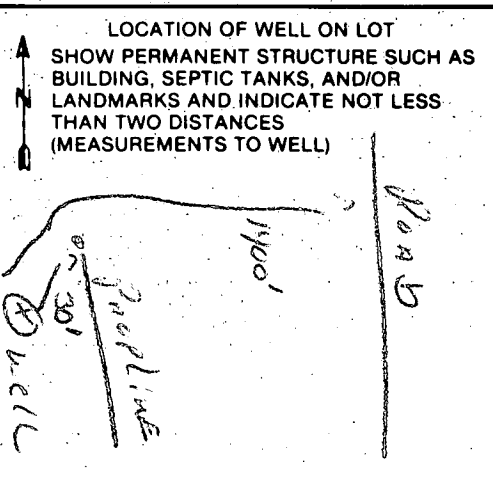 LOCATION OF WELL ON LOT
SHOW PERMANENT STRUCTURE SUCH AS
BUILDING, SEPTIC TANKS, AND/OR
LANDMARKS AND INDICATE NOT LESS
THAN TWO DISTANCES
(MEASUREMENTS TO WELL)
N
Road
1400'
Propline
30'
well